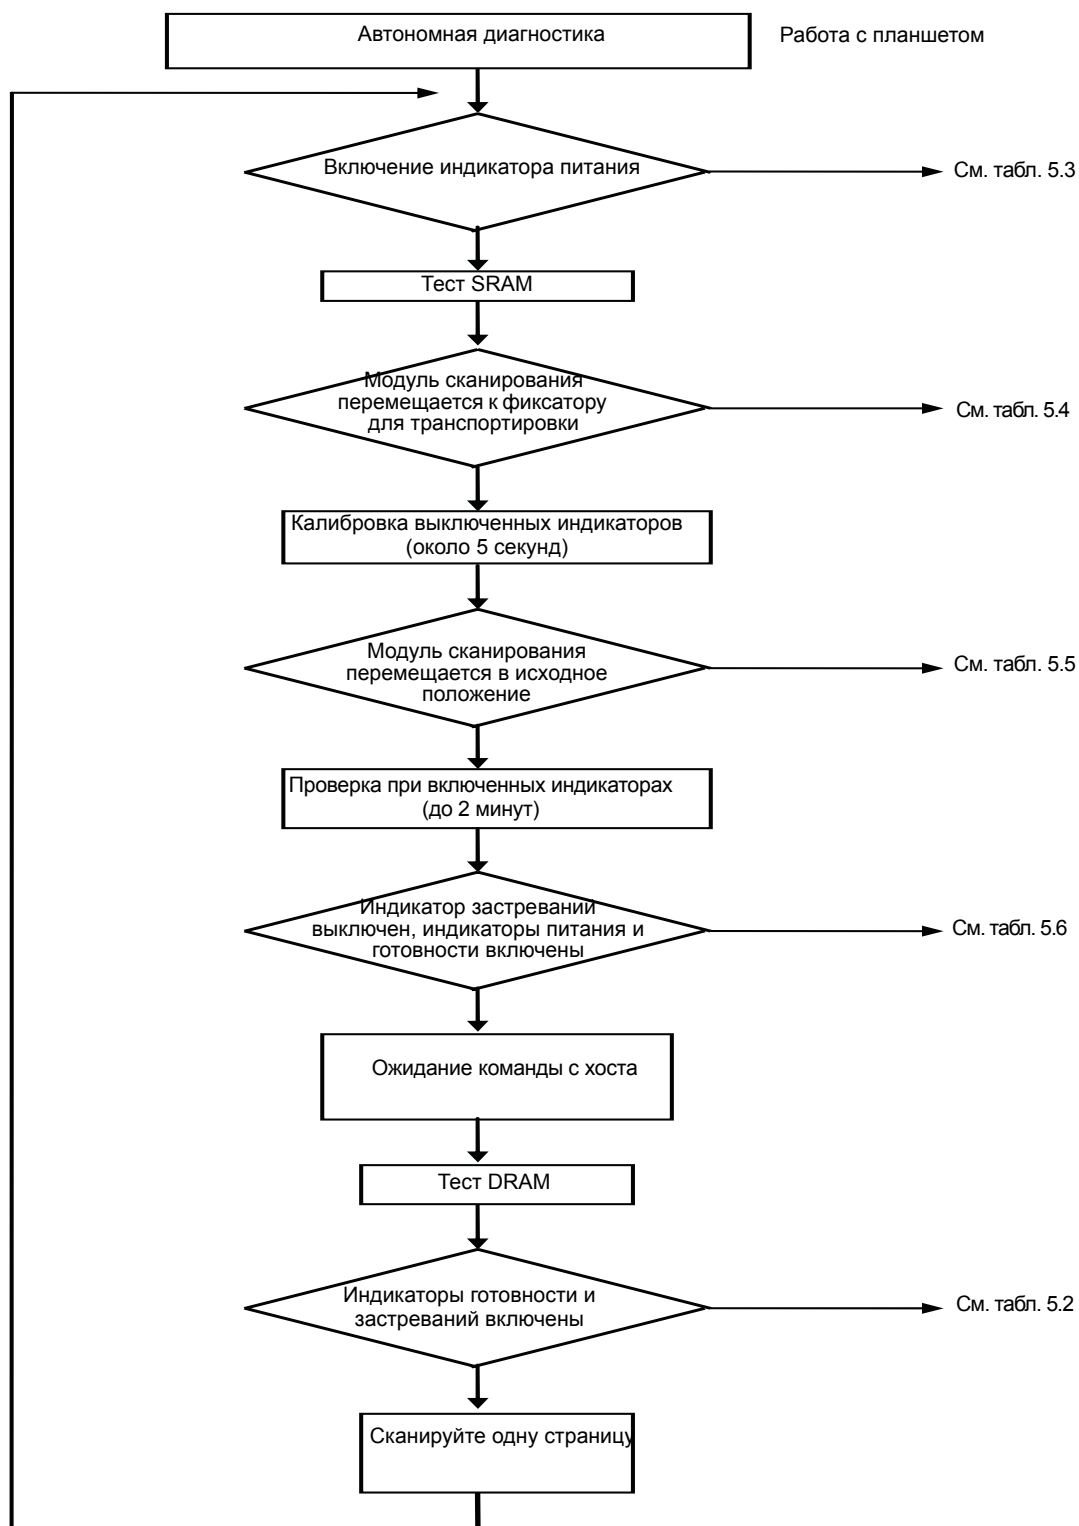 Автономная диагностика
Работа с планшетом
Включение индикатора питания
См. табл. 5.3
Тест SRAM
Модуль сканирования
перемещается к фиксатору
для транспортировки
См. табл. 5.4
Калибровка выключенных индикаторов
(около 5 секунд)
Модуль сканирования
перемещается в исходное
положение
См. табл. 5.5
Проверка при включенных индикаторах
(до 2 минут)
Индикатор застреваний
выключен, индикаторы питания и
готовности включены
См. табл. 5.6
Ожидание команды с хоста
Тест DRAM
Индикаторы готовности и
застреваний включены
См. табл. 5.2
Сканируйте одну страницу